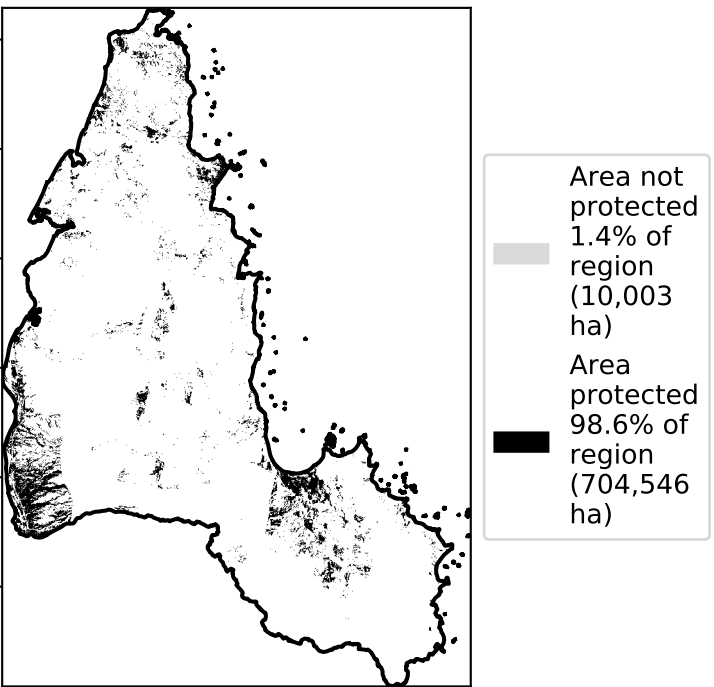 Area not
protected
1.4% of
region
(10,003
ha)
Area
protected
98.6% of
region
(704,546
ha)